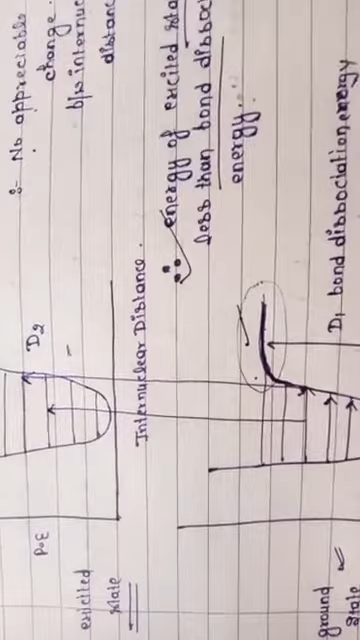 ∴ No appreciable
change
b/w internuc
distanc
∴ energy of excited sta
less than bond dissoc
energy.
D2
Internuclear Distance.
D1 bond dissociation energy
P.E
excited
state
ground
state